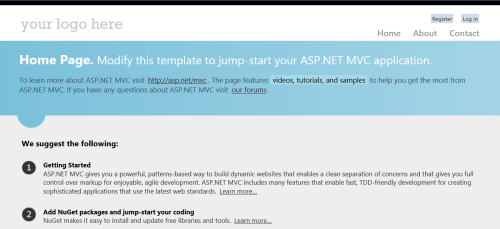 your logo here
Register Log in
Home About Contact
Home Page. Modify this template to jump-start your ASP.NET MVC application.
To learn more about ASP.NET MVC visit http://asp.net/mvc. The page features videos, tutorials, and samples to help you get the most from
ASP.NET MVC. If you have any questions about ASP.NET MVC visit our forums.
We suggest the following:
1 Getting Started
ASP.NET MVC gives you a powerful, patterns-based way to build dynamic websites that enables a clean separation of concerns and that gives you full
control over markup for enjoyable, agile development. ASP.NET MVC includes many features that enable fast, TDD-friendly development for creating
sophisticated applications that use the latest web standards. Learn more...
2 Add NuGet packages and jump-start your coding
NuGet makes it easy to install and update free libraries and tools. Learn more...